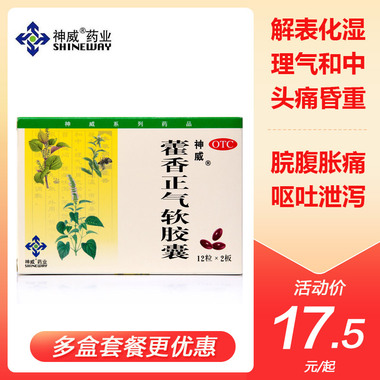 神威®药业
SHINEWAY
解表化湿
理气和中
头痛昏重
脘腹胀痛
呕吐泄泻
神威系列药品
OTC
神威®
藿香正气软胶囊
12粒×2板
神威®药业
SHINEWAY
活动价
17.5
元/起
多盒套餐更优惠